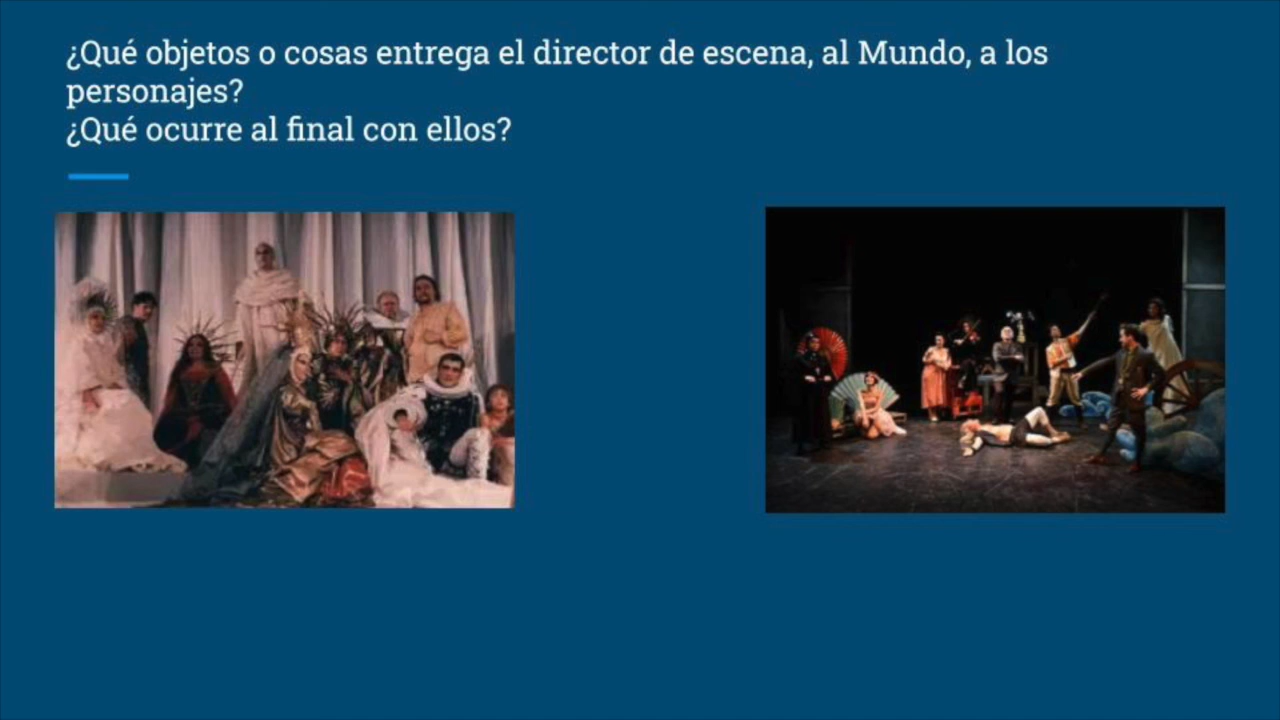 ¿Qué objetos o cosas entrega el director de escena, al Mundo, a los
personajes?
¿Qué ocurre al final con ellos?